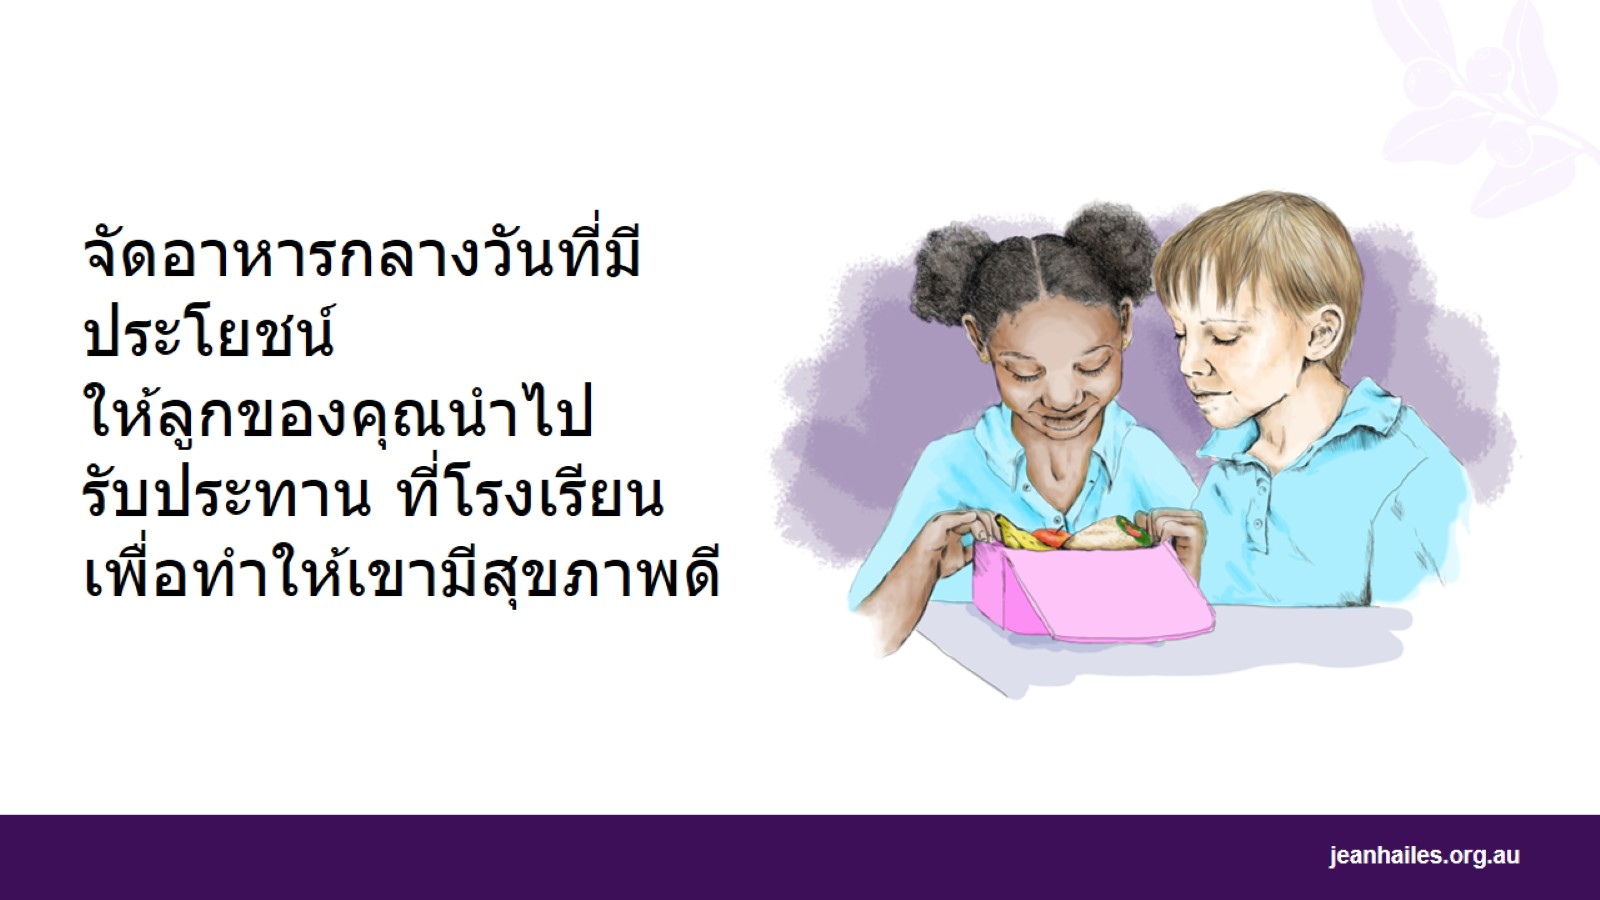 จัดอาหารกลางวันที่มี
ประโยชน์
ให้ลูกของคุณนำไป
รับประทาน ที่โรงเรียน
เพื่อทำให้เขามีสุขภาพดี
jeanhailes.org.au